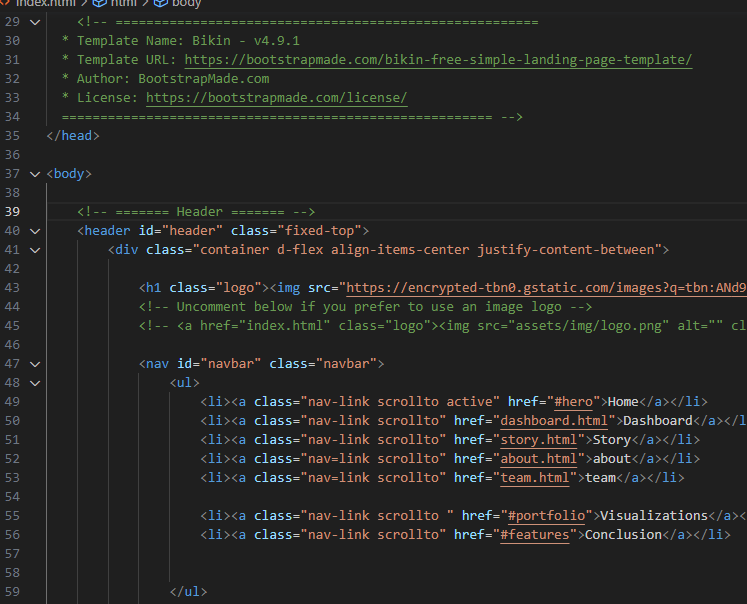 index.html > html > body
29 <!-- =======================================================
30 * Template Name: Bikin - v4.9.1
31 * Template URL: https://bootstrapmade.com/bikin-free-simple-landing-page-template/
32 * Author: BootstrapMade.com
33 * License: https://bootstrapmade.com/license/
34 ======================================================== -->
35 </head>
36
37 <body>
38
39 <!-- ======= Header ======= -->
40 <header id="header" class="fixed-top">
41 <div class="container d-flex align-items-center justify-content-between">
42
43 <h1 class="logo"><img src="https://encrypted-tbn0.gstatic.com/images?q=tbn:ANd9
44 <!-- Uncomment below if you prefer to use an image logo -->
45 <!-- <a href="index.html" class="logo"><img src="assets/img/logo.png" alt="" cl
46
47 <nav id="navbar" class="navbar">
48 <ul>
49 <li><a class="nav-link scrollto active" href="#hero">Home</a></li>
50 <li><a class="nav-link scrollto" href="dashboard.html">Dashboard</a></l
51 <li><a class="nav-link scrollto" href="story.html">Story</a></li>
52 <li><a class="nav-link scrollto" href="about.html">about</a></li>
53 <li><a class="nav-link scrollto" href="team.html">team</a></li>
54
55 <li><a class="nav-link scrollto " href="#portfolio">Visualizations</a><
56 <li><a class="nav-link scrollto" href="#features">Conclusion</a></li>
57
58
59 </ul>